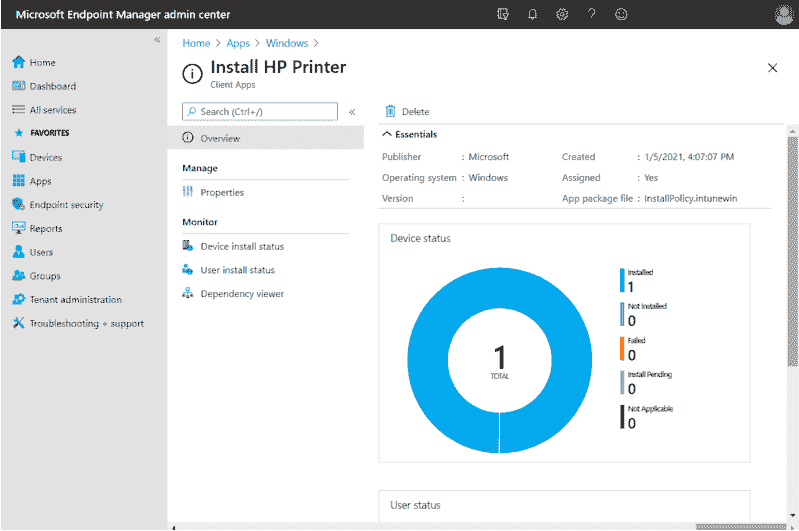 Microsoft Endpoint Manager admin center
Home
Dashboard
All services
FAVORITES
Devices
Apps
Endpoint security
Reports
Users
Groups
Tenant administration
Troubleshooting + support
Home > Apps > Windows >
Install HP Printer
Client Apps
Search (Ctrl+/)
Overview
Manage
Properties
Monitor
Device install status
User install status
Dependency viewer
Delete
Essentials
Publisher : Microsoft Created : 1/5/2021, 4:07:07 PM
Operating system : Windows Assigned : Yes
Version : App package file : InstallPolicy.intunewin
Device status
1
TOTAL
Installed
1
Not Installed
0
Failed
0
Install Pending
0
Not Applicable
0
User status